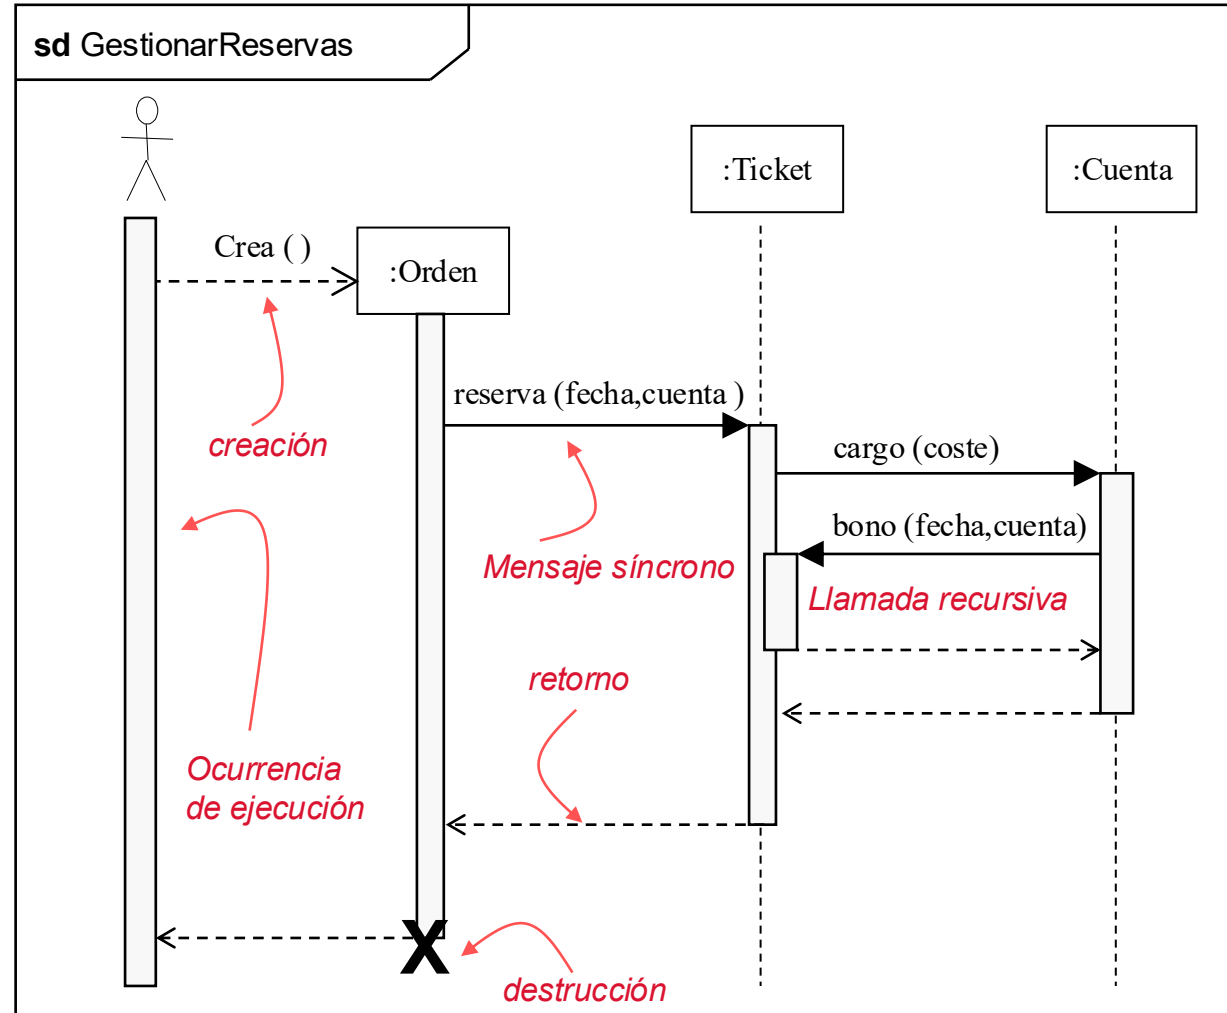 sd GestionarReservas
:Ticket
:Cuenta
Crea ( )
:Orden
reserva (fecha,cuenta )
creación
cargo (coste)
bono (fecha,cuenta)
Mensaje síncrono
Llamada recursiva
retorno
Ocurrencia
de ejecución
X
destrucción